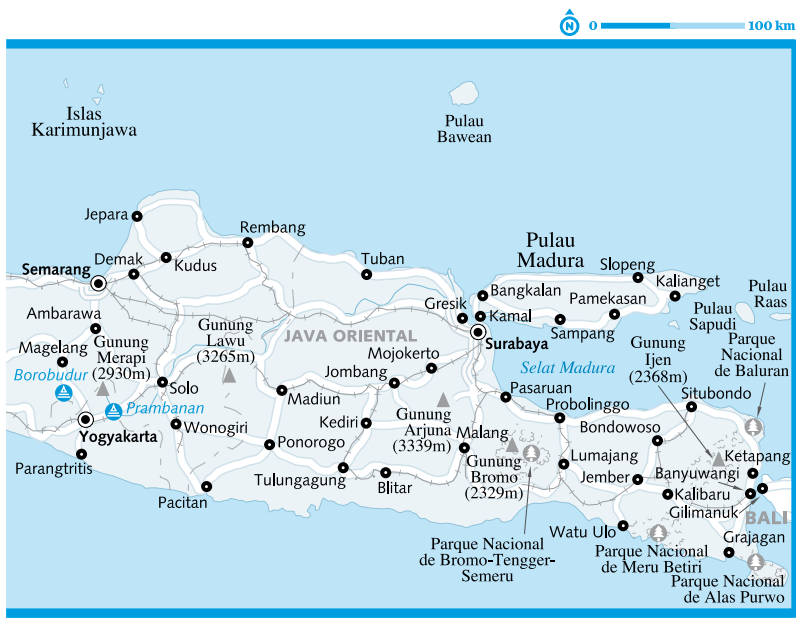 N 0 100 km
Islas
Karimunjawa
Pulau
Bawean
Jepara
Rembang
Pulau
Madura
Demak
Kudus
Tuban
Slopeng
Semarang
Kalianget
Pulau
Raas
Bangkalan
Pamekasan
Gresik
Kamal
Pulau
Sapudi
Ambarawa
Gunung
Lawu
(3265m)
JAVA ORIENTAL
Sampang
Surabaya
Parque
Nacional
de Baluran
Magelang
Gunung
Merapi
(2930m)
Mojokerto
Gunung
Ijen
(2368m)
Borobudur
Jombang
Selat Madura
Solo
Madiun
Pasaruan
Situbondo
Prambanan
Probolinggo
Yogyakarta
Wonogiri
Kediri
Gunung
Arjuna
(3339m)
Malang
Bondowoso
Ponorogo
Gunung
Bromo
(2329m)
Lumajang
Ketapang
Parangtritis
Tulungagung
Blitar
Jember
Banyuwangi
Pacitan
Kalibaru
Gilimanuk
BALI
Watu Ulo
Grajagan
Parque Nacional
de Bromo-Tengger-
Semeru
Parque Nacional
de Meru Betiri
Parque Nacional
de Alas Purwo